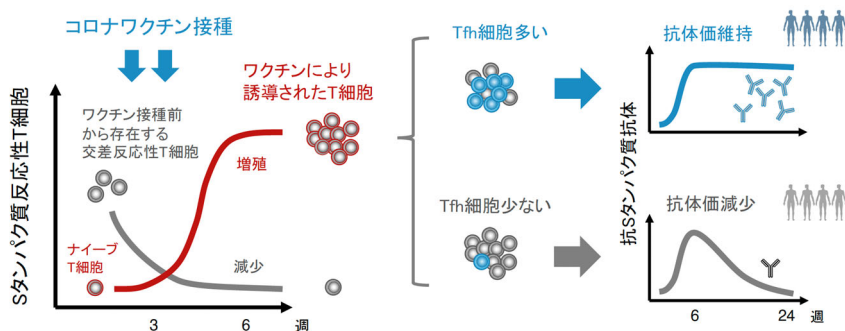 コロナワクチン接種
Sタンパク質反応性T細胞
ワクチン接種前
から存在する
交差反応性T細胞
ナイーブ
T細胞
ワクチンにより
誘導されたT細胞
増殖
減少
3
6
週
Tfh細胞多い
Tfh細胞少ない
抗Sタンパク質抗体
抗体価維持
抗体価減少
6
24
週